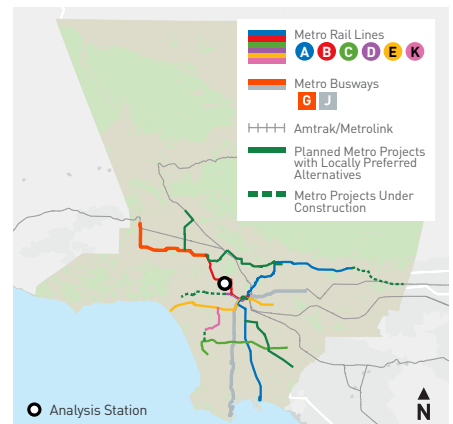 Metro Rail Lines
A B C D E K
Metro Busways
G J
Amtrak/Metrolink
Planned Metro Projects
with Locally Preferred
Alternatives
Metro Projects Under
Construction
Analysis Station
N